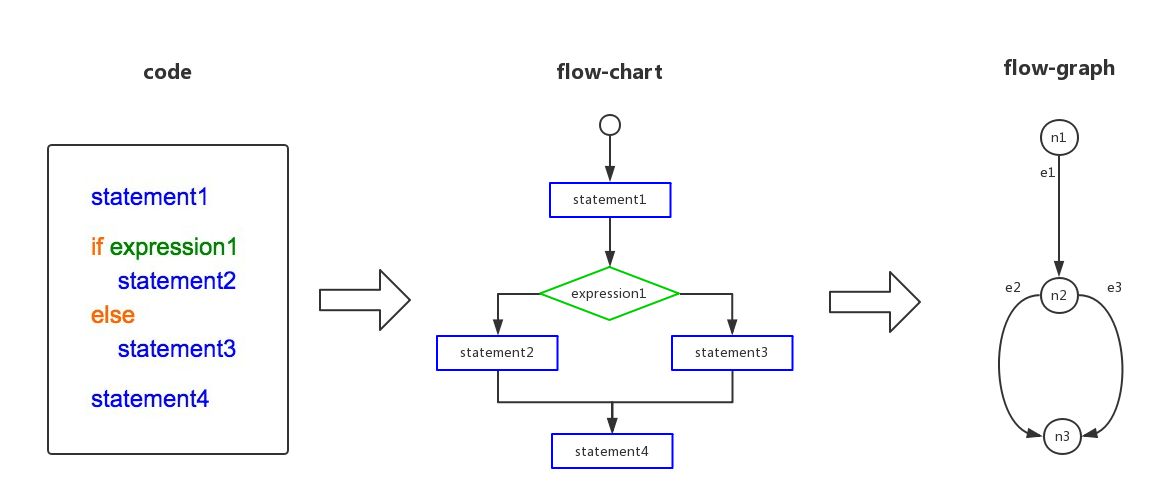 code
statement1
if expression1
statement2
else
statement3
statement4
flow-chart
statement1
expression1
statement2
statement3
statement4
flow-graph
n1
e1
e2
n2
e3
n3